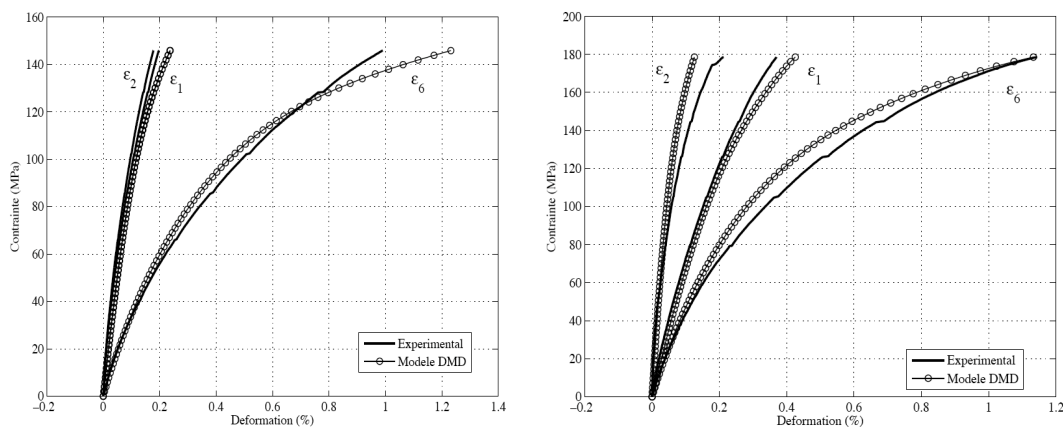 160
140
120
100
80
60
40
20
0
Contrainte (MPa)
ε2
ε1
ε6
Experimental
Modele DMD
−0.2
0
0.2
0.4
0.6
0.8
1
1.2
1.4
Deformation (%)
200
180
160
140
120
100
80
60
40
20
0
Contrainte (MPa)
ε2
ε1
ε6
Experimental
Modele DMD
−0.2
0
0.2
0.4
0.6
0.8
1
1.2
Deformation (%)